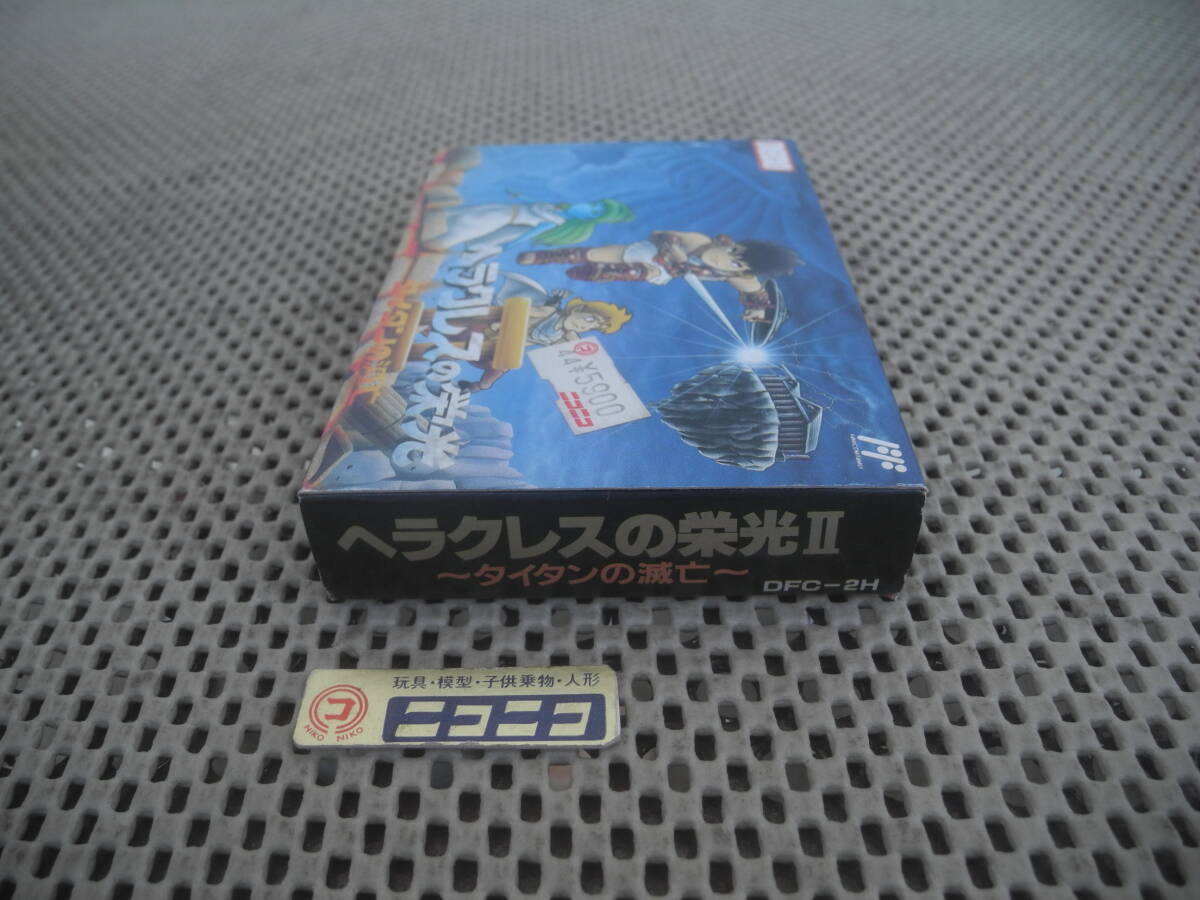 ヘラクレスの栄光
44
¥5900
ニコニコ
ヘラクレスの栄光II
～タイタンの滅亡～
DFC-2H
玩具・模型・子供乗物・人形
コ
NIKO NIKO
ニコニコ